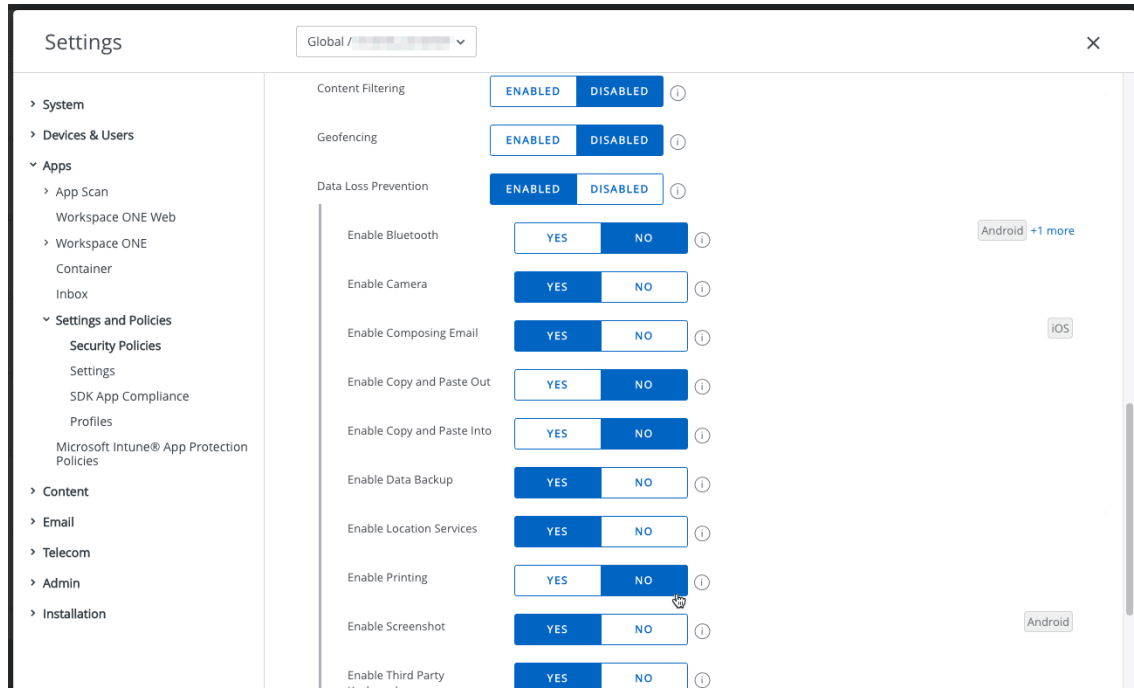 Settings
Global /
System
Devices & Users
Apps
App Scan
Workspace ONE Web
Workspace ONE
Container
Inbox
Settings and Policies
Security Policies
Settings
SDK App Compliance
Profiles
Microsoft Intune® App Protection
Policies
Content
Email
Telecom
Admin
Installation
Content Filtering ENABLED DISABLED
Geofencing ENABLED DISABLED
Data Loss Prevention ENABLED DISABLED
Enable Bluetooth YES NO Android +1 more
Enable Camera YES NO
Enable Composing Email YES NO iOS
Enable Copy and Paste Out YES NO
Enable Copy and Paste Into YES NO
Enable Data Backup YES NO
Enable Location Services YES NO
Enable Printing YES NO
Enable Screenshot YES NO Android
Enable Third Party YES NO